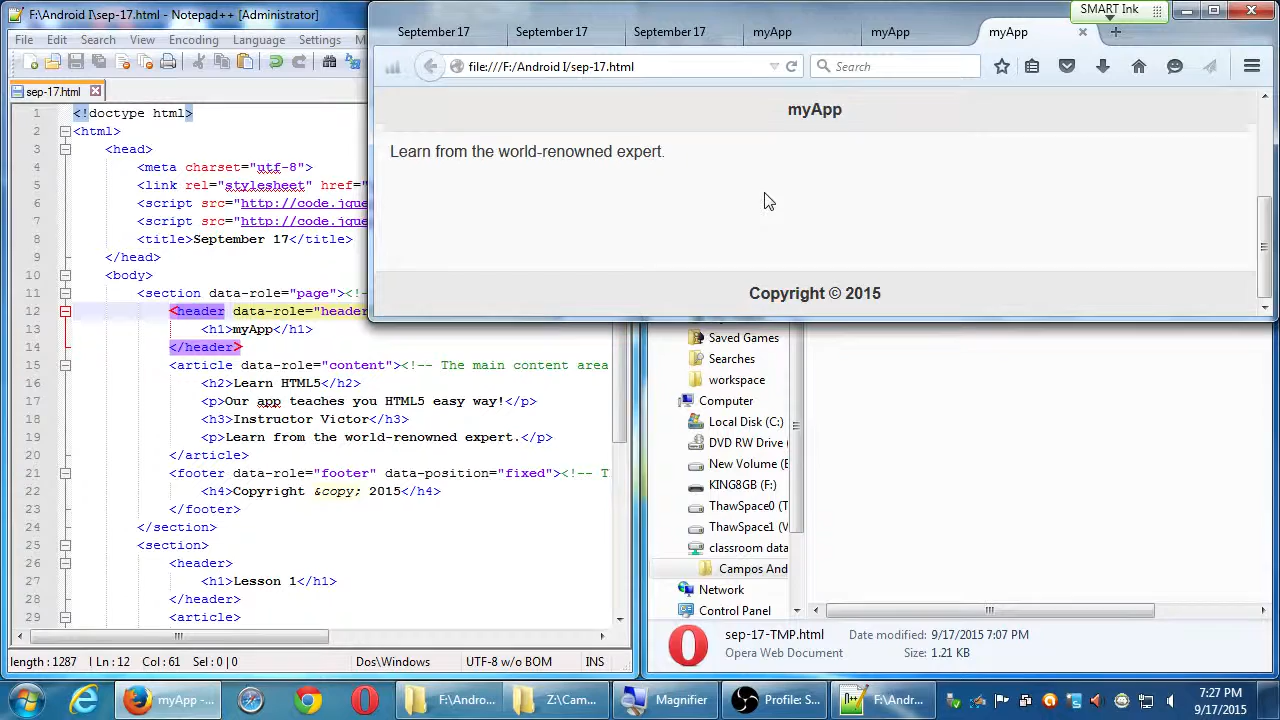 F:\Android I\sep-17.html - Notepad++ [Administrator]
File Edit Search View Encoding Language Settings M
sep-17.html
1 <!doctype html>
2 <html>
3 <head>
4 <meta charset="utf-8">
5 <link rel="stylesheet" href="
6 <script src="http://code.jque
7 <script src="http://code.jque
8 <title>September 17</title>
9 </head>
10 <body>
11 <section data-role="page"><!-
12 <header data-role="header
13 <h1>myApp</h1>
14 </header>
15 <article data-role="content"><!-- The main content area
16 <h2>Learn HTML5</h2>
17 <p>Our app teaches you HTML5 easy way!</p>
18 <h3>Instructor Victor</h3>
19 <p>Learn from the world-renowned expert.</p>
20 </article>
21 <footer data-role="footer" data-position="fixed"><!-- T
22 <h4>Copyright &copy; 2015</h4>
23 </footer>
24 </section>
25 <section>
26 <header>
27 <h1>Lesson 1</h1>
28 </header>
29 <article>
length : 1287 l Ln : 12 Col : 61 Sel : 0 | 0 Dos\Windows UTF-8 w/o BOM INS
SMART Ink
September 17 September 17 September 17 myApp myApp myApp
file:///F:/Android I/sep-17.html Search
myApp
Learn from the world-renowned expert.
Copyright © 2015
Saved Games
Searches
workspace
Computer
Local Disk (C:)
DVD RW Drive (
New Volume (E
KING8GB (F:)
ThawSpace0 (T
ThawSpace1 (V
classroom data
Campos And
Network
Control Panel
sep-17-TMP.html Date modified: 9/17/2015 7:07 PM
Opera Web Document Size: 1.21 KB
myApp -... F:\Andro... Z:\Cam... Magnifier Profile: S... F:\Andr... 7:27 PM
9/17/2015